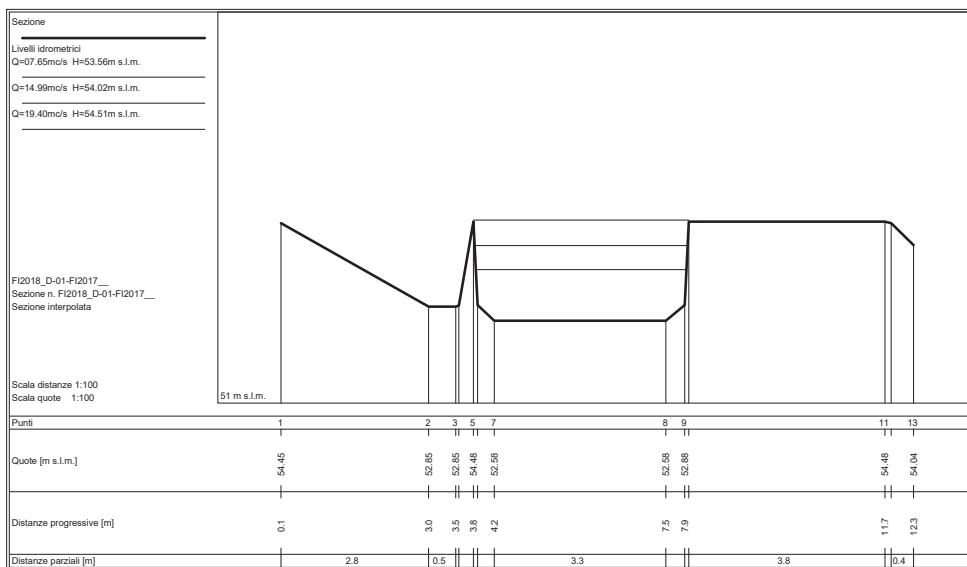 Sezione
Livelli idrometrici
Q=07.65mc/s H=53.56m s.l.m.
Q=14.99mc/s H=54.02m s.l.m.
Q=19.40mc/s H=54.51m s.l.m.
FI2018_D-01-FI2017__
Sezione n. FI2018_D-01-FI2017__
Sezione interpolata
Scala distanze 1:100
Scala quote 1:100
51 m s.l.m.
Punti 1 2 3 5 7 8 9 11 13
Quote [m s.l.m.] 54.45 52.85 52.85 54.48 52.58 52.58 52.88 54.48 54.04
Distanze progressive [m] 0.1 3.0 3.5 3.8 4.2 7.5 7.9 11.7 12.3
Distanze parziali [m] 2.8 0.5 3.3 3.8 0.4